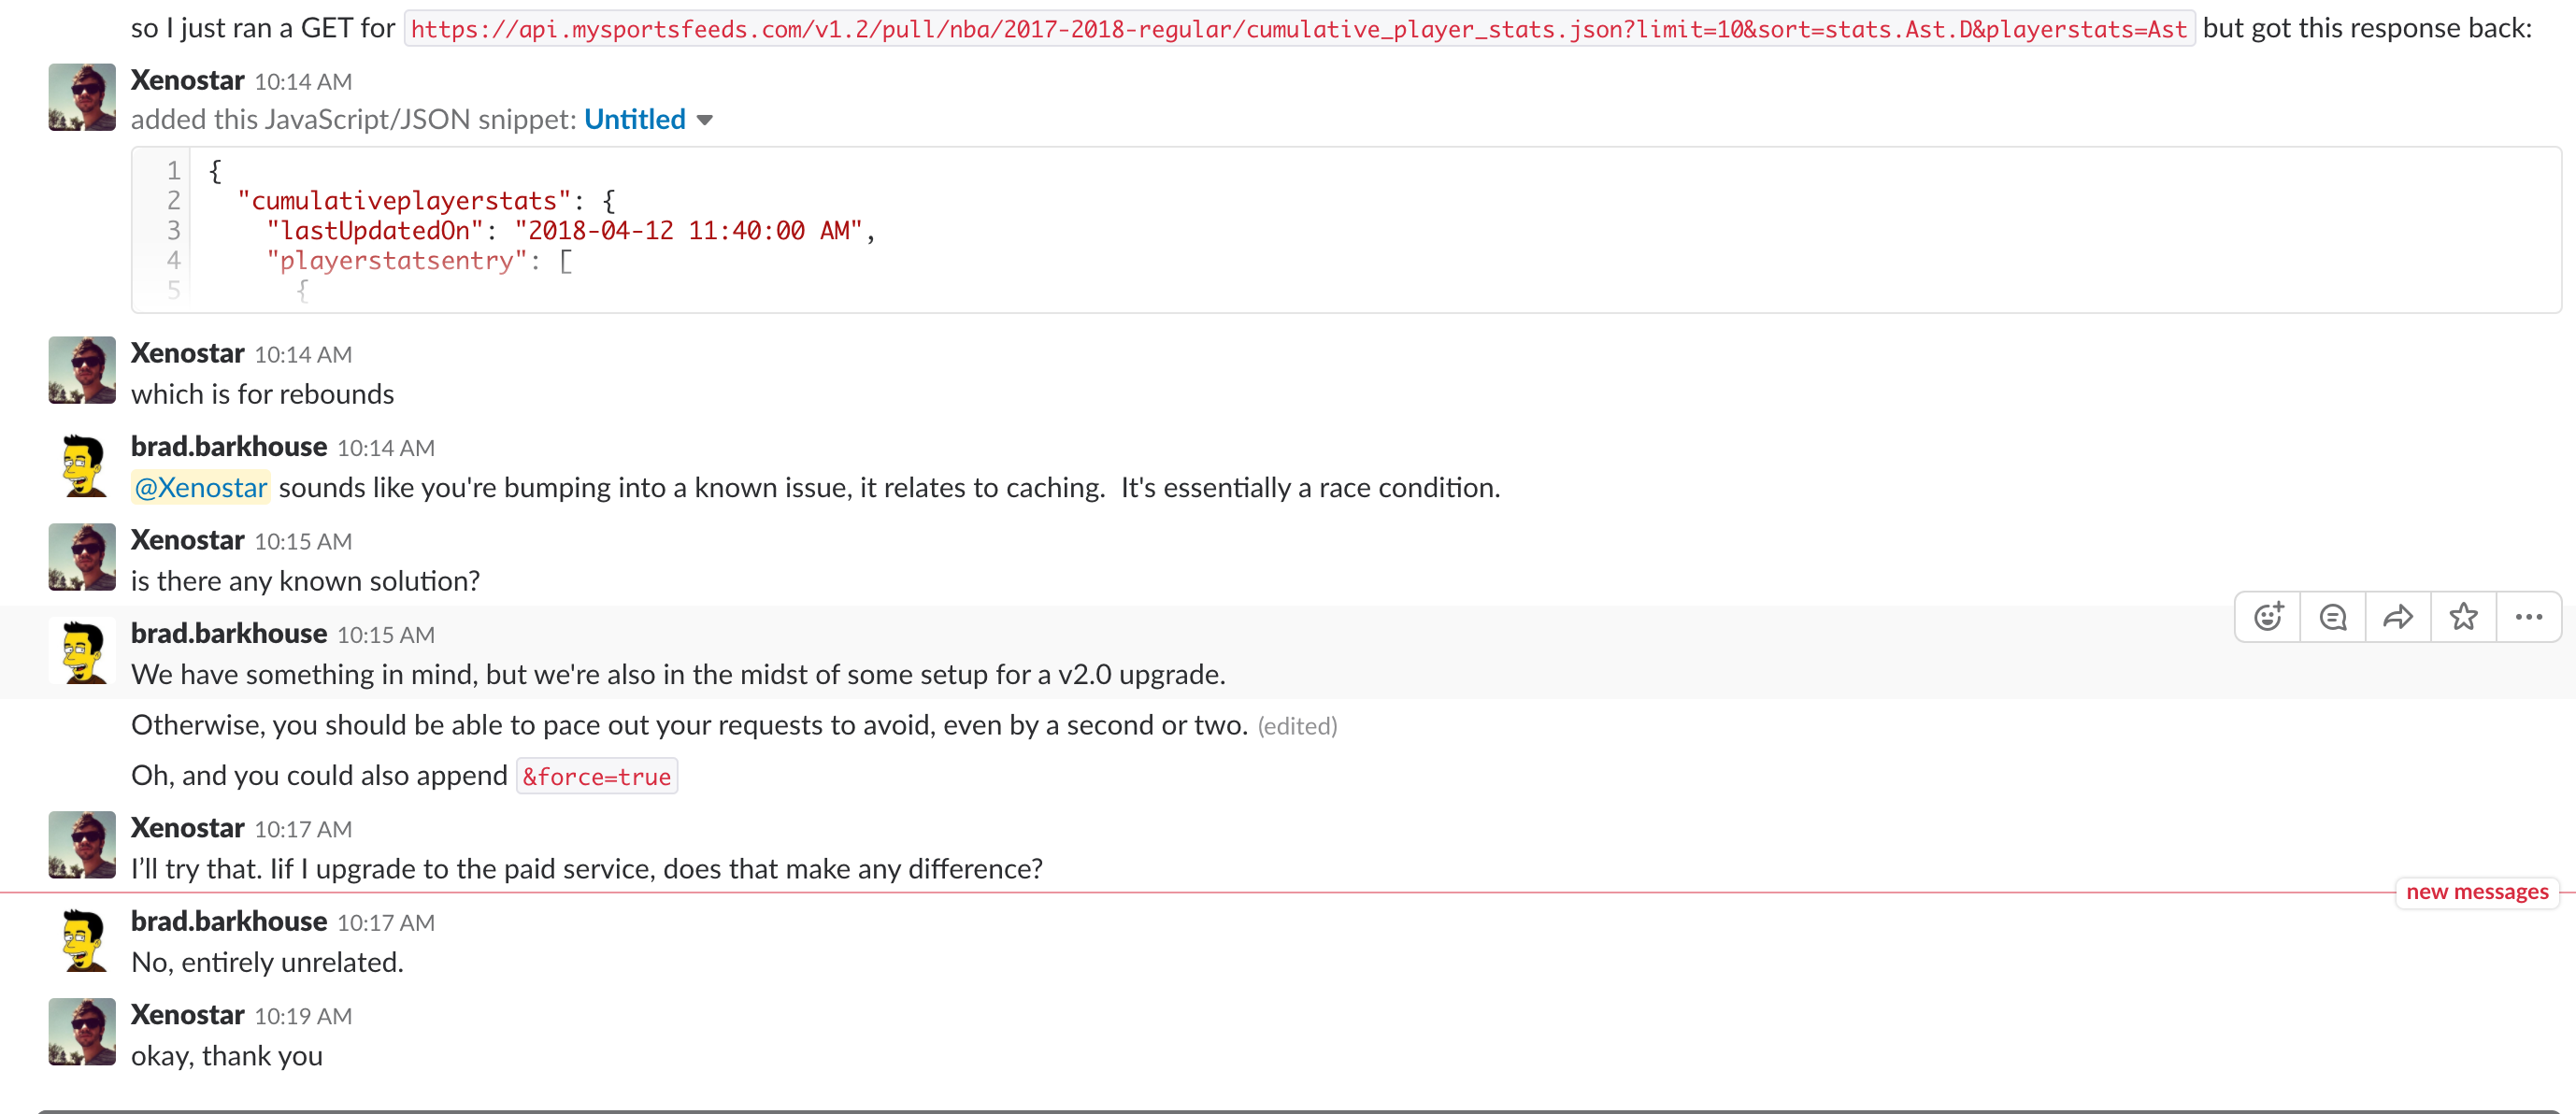 so I just ran a GET for https://api.mysportsfeeds.com/v1.2/pull/nba/2017-2018-regular/cumulative_player_stats.json?limit=10&sort=stats.Ast.D&playerstats=Ast but got this response back:
Xenostar 10:14 AM
added this JavaScript/JSON snippet: Untitled
1 {
2 "cumulativeplayerstats": {
3 "lastUpdatedOn": "2018-04-12 11:40:00 AM",
4 "playerstatsentry": [
5 {
Xenostar 10:14 AM
which is for rebounds
brad.barkhouse 10:14 AM
@Xenostar sounds like you're bumping into a known issue, it relates to caching.  It's essentially a race condition.
Xenostar 10:15 AM
is there any known solution?
brad.barkhouse 10:15 AM
We have something in mind, but we're also in the midst of some setup for a v2.0 upgrade.
Otherwise, you should be able to pace out your requests to avoid, even by a second or two. (edited)
Oh, and you could also append &force=true
Xenostar 10:17 AM
I’ll try that. Iif I upgrade to the paid service, does that make any difference?
new messages
brad.barkhouse 10:17 AM
No, entirely unrelated.
Xenostar 10:19 AM
okay, thank you